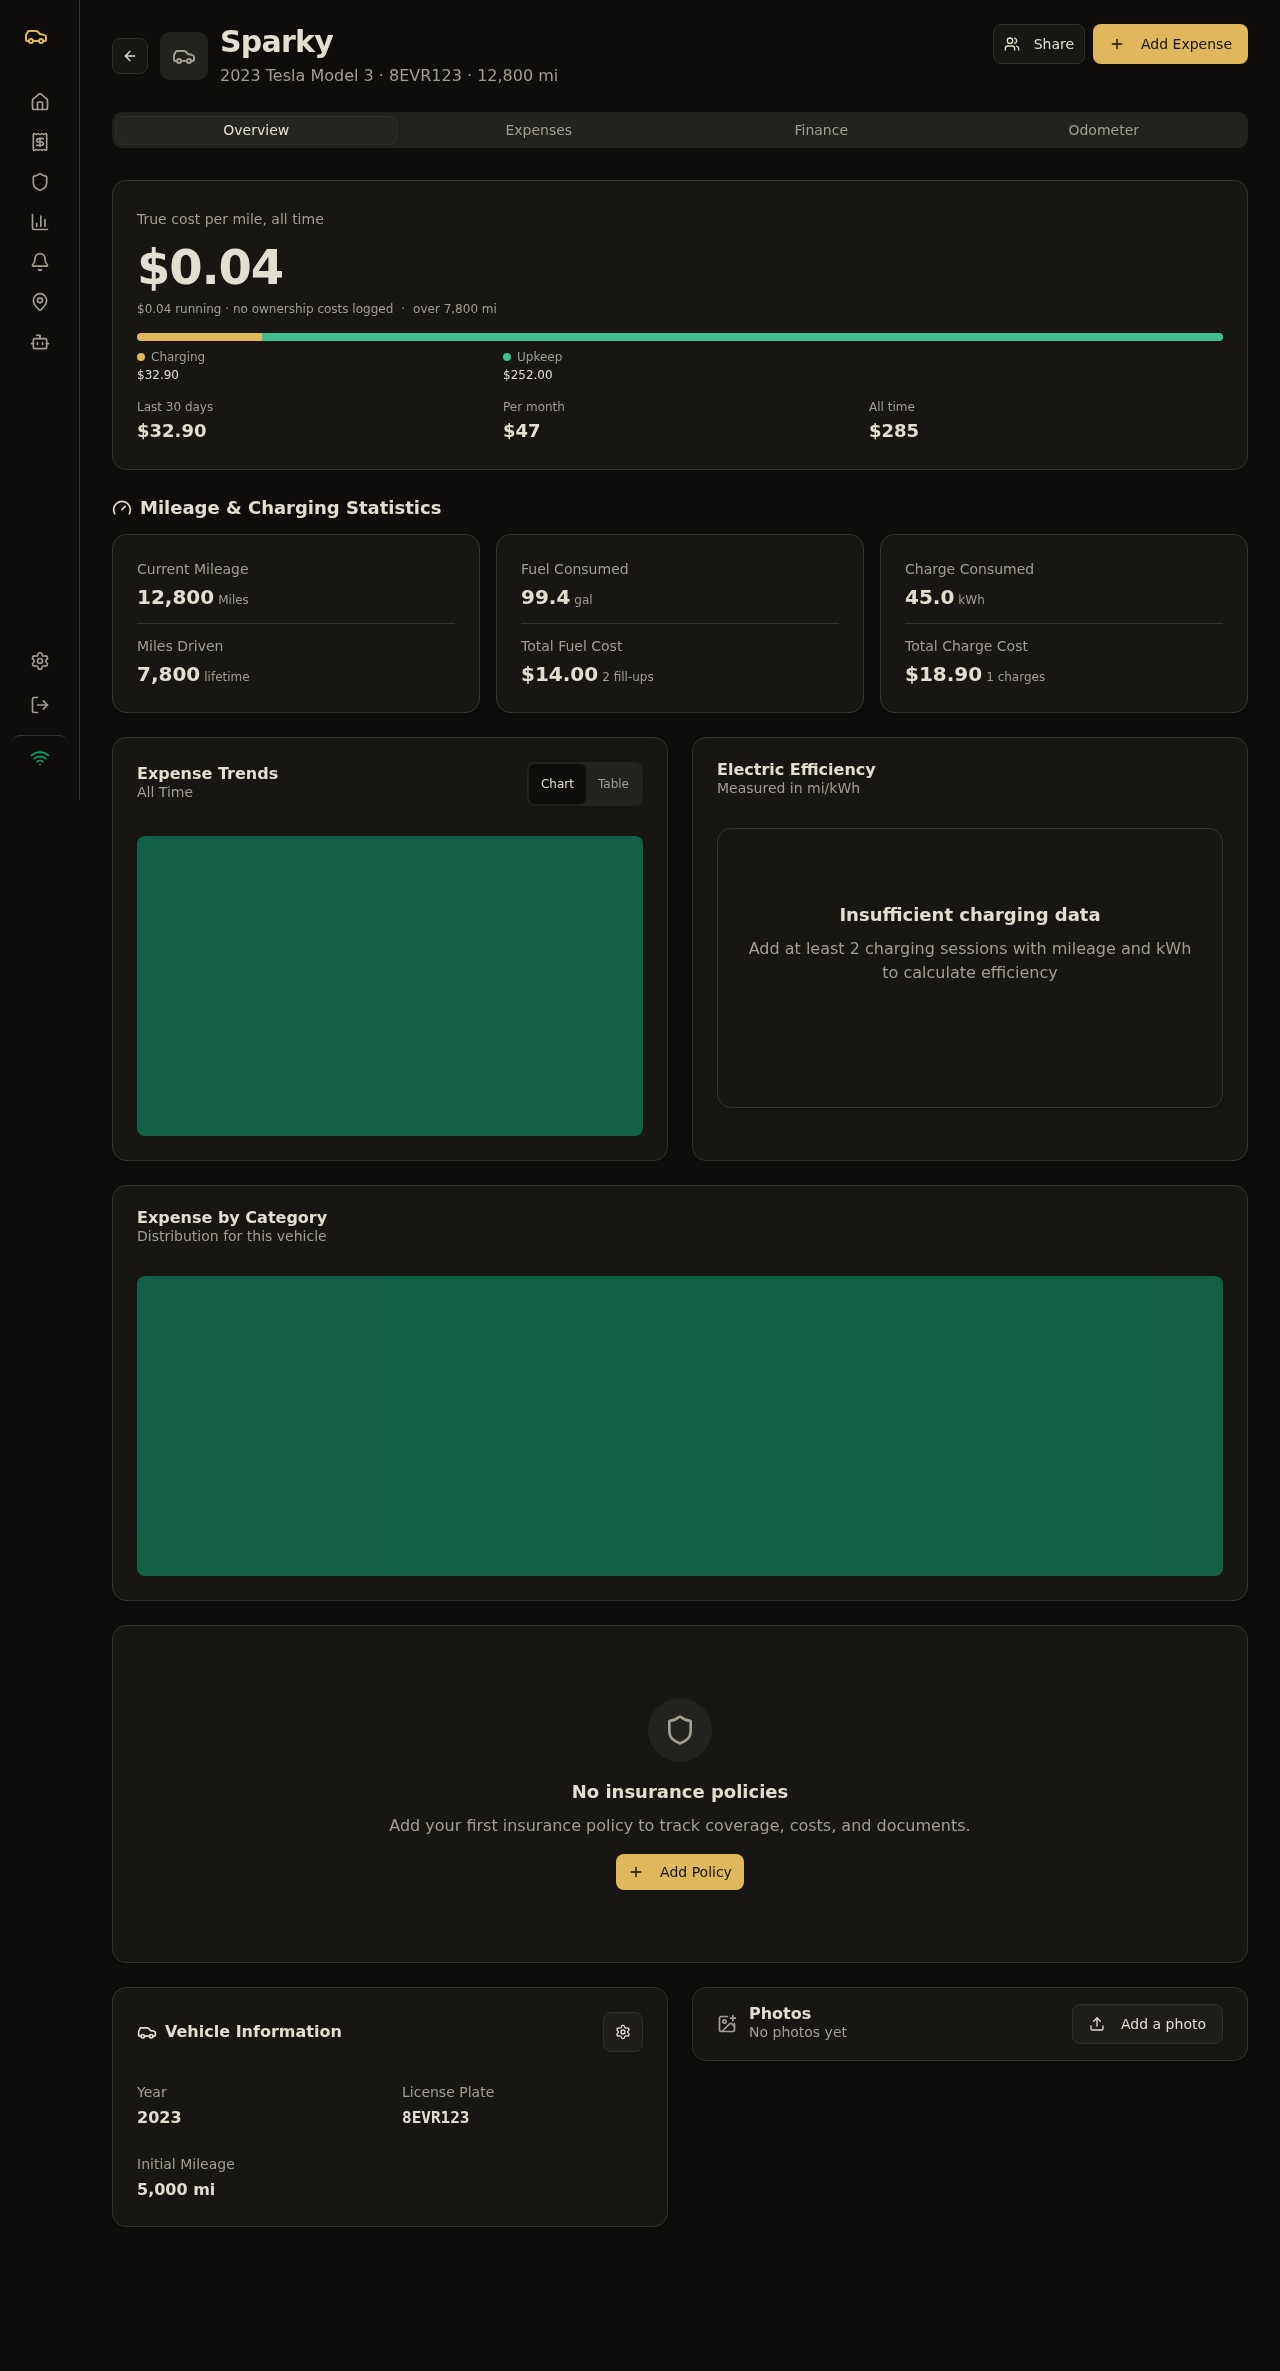 Sparky
2023 Tesla Model 3 · 8EVR123 · 12,800 mi
Share
Add Expense
Overview
Expenses
Finance
Odometer
True cost per mile, all time
$0.04
$0.04 running · no ownership costs logged · over 7,800 mi
Charging
$32.90
Upkeep
$252.00
Last 30 days
$32.90
Per month
$47
All time
$285
Mileage & Charging Statistics
Current Mileage
12,800 Miles
Miles Driven
7,800 lifetime
Fuel Consumed
99.4 gal
Total Fuel Cost
$14.00 2 fill-ups
Charge Consumed
45.0 kWh
Total Charge Cost
$18.90 1 charges
Expense Trends
All Time
Chart
Table
Electric Efficiency
Measured in mi/kWh
Insufficient charging data
Add at least 2 charging sessions with mileage and kWh
to calculate efficiency
Expense by Category
Distribution for this vehicle
No insurance policies
Add your first insurance policy to track coverage, costs, and documents.
Add Policy
Vehicle Information
Year
2023
License Plate
8EVR123
Initial Mileage
5,000 mi
Photos
No photos yet
Add a photo